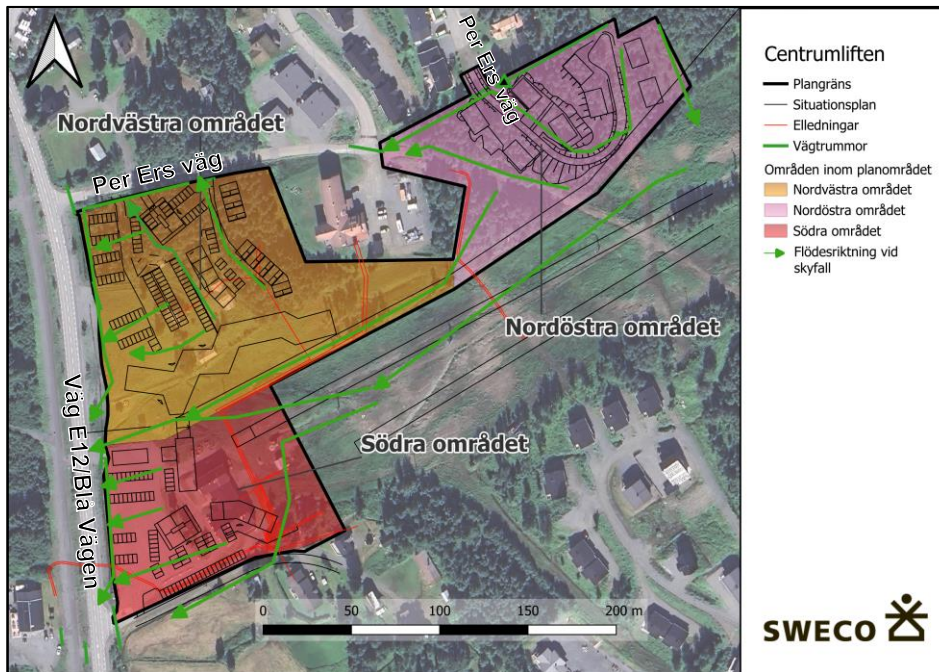 Nordvästra området
Per Ers väg
Per Ers väg
Nordöstra området
Södra området
Väg E12/Blå Vägen
0 50 100 150 200 m
Centrumliften
Plangräns
Situationsplan
Elledningar
Vägtrummor
Områden inom planområdet
Nordvästra området
Nordöstra området
Södra området
Flödesriktning vid
skyfall
SWECO